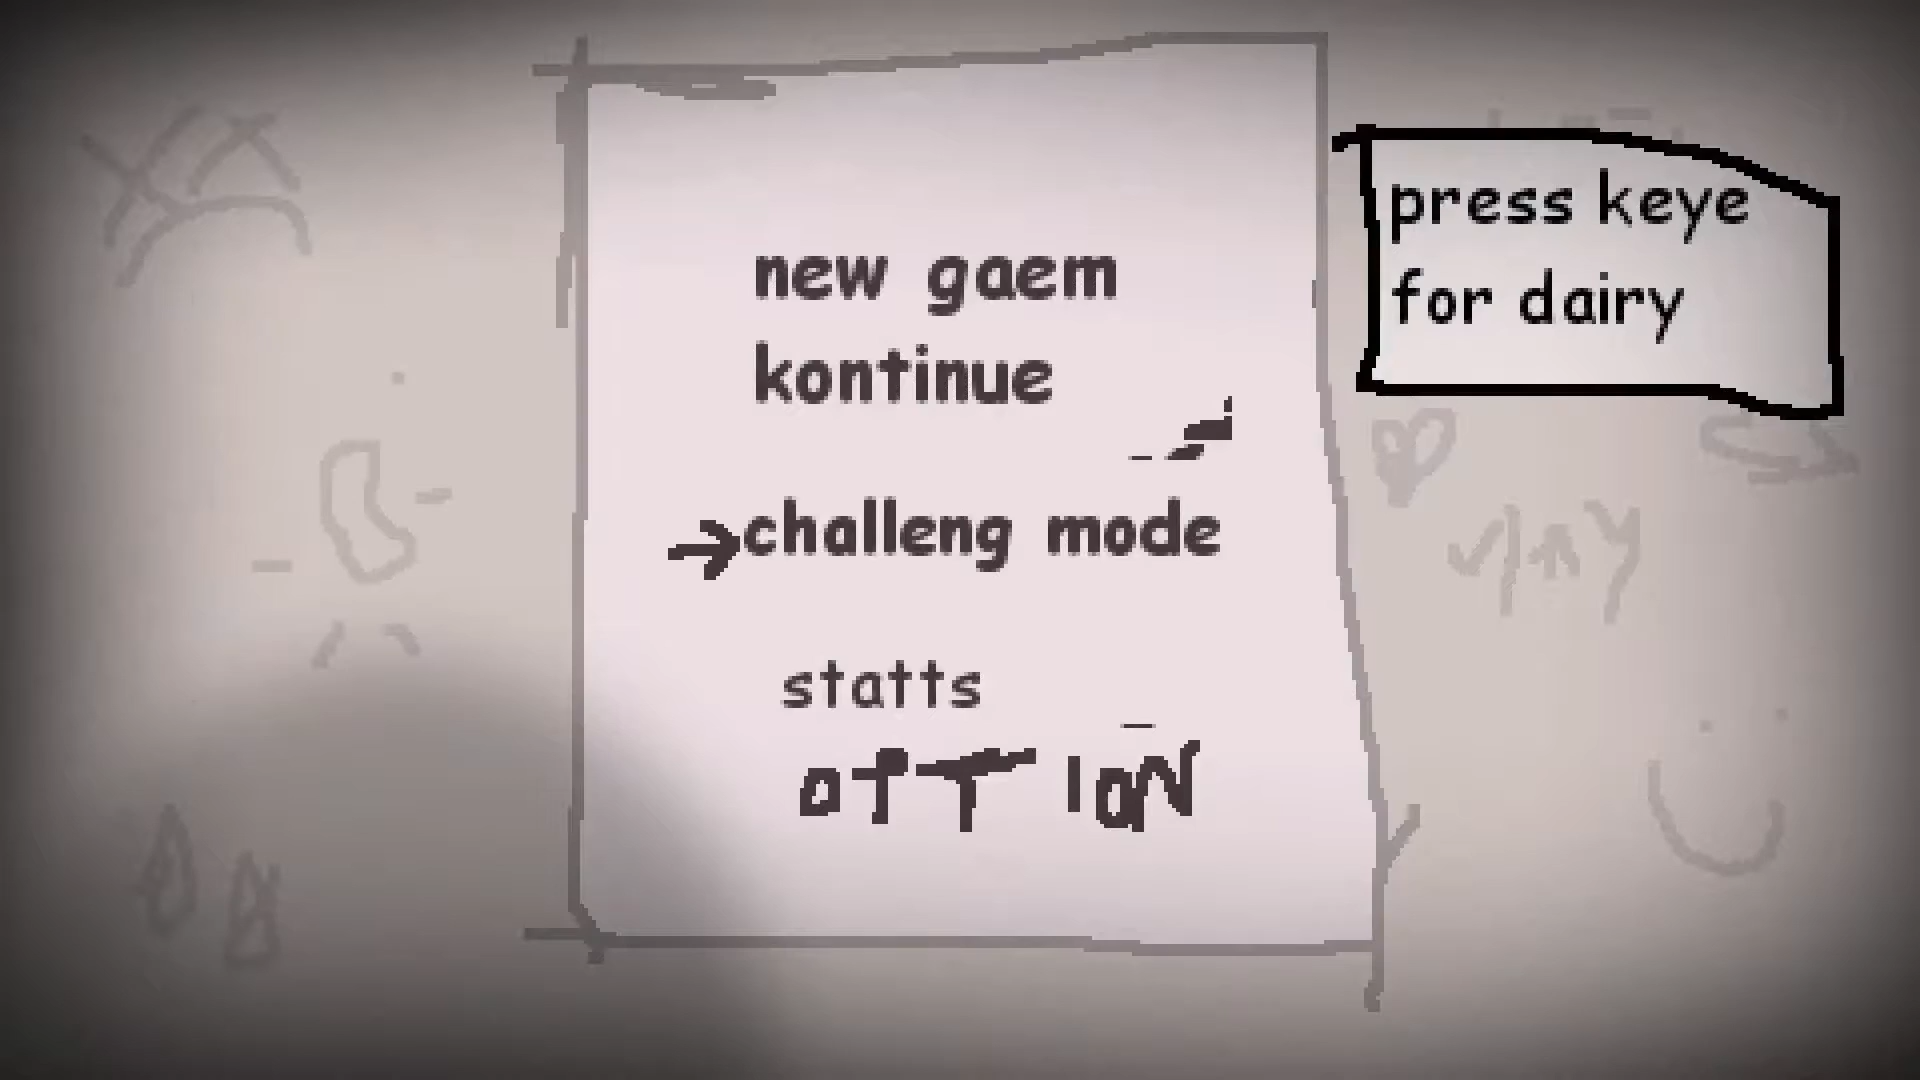 new gaem
kontinue
challeng mode
statts
press keye
for dairy